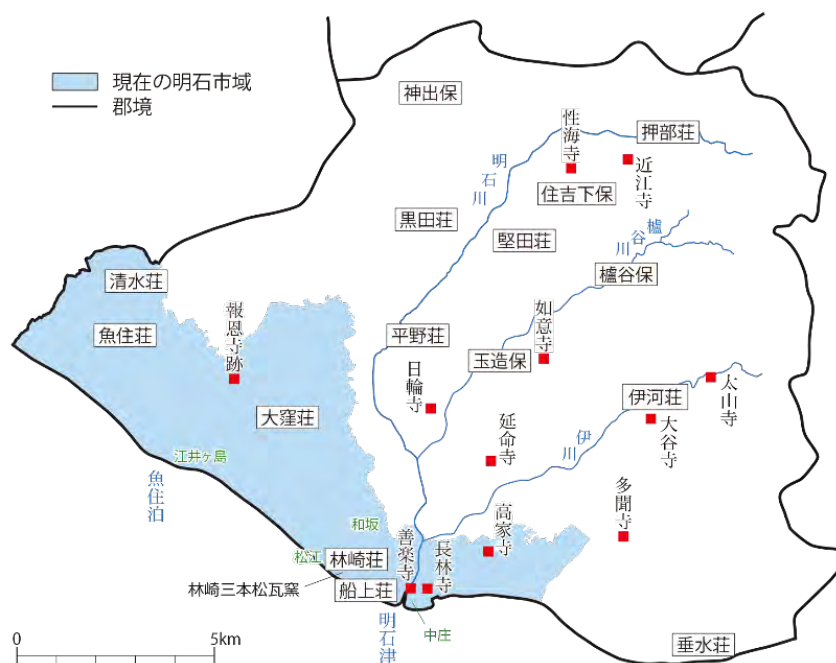 現在の明石市域
郡境
神出保
性海寺
押部荘
近江寺
明石川
住吉下保
黒田荘
堅田荘
櫨谷川
櫨谷保
清水荘
魚住荘
報恩寺跡
平野荘
如意寺
玉造保
日輪寺
伊河荘
太山寺
大谷寺
大窪荘
延命寺
伊川
江井ヶ島
魚住泊
多聞寺
和坂
高家寺
善楽寺
長林寺
松江
林崎荘
林崎三本松瓦窯
船上荘
中庄
明石津
垂水荘
0
5km